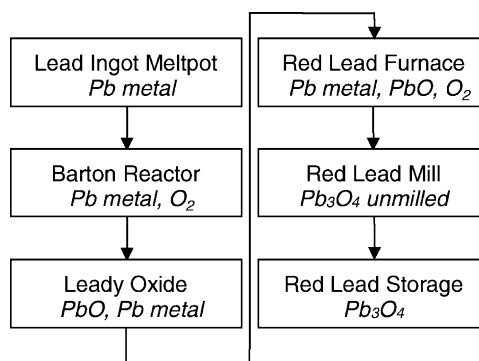 Lead Ingot Meltpot
Pb metal
Barton Reactor
Pb metal, O₂
Leady Oxide
PbO, Pb metal
Red Lead Furnace
Pb metal, PbO, O₂
Red Lead Mill
Pb₃O₄ unmilled
Red Lead Storage
Pb₃O₄